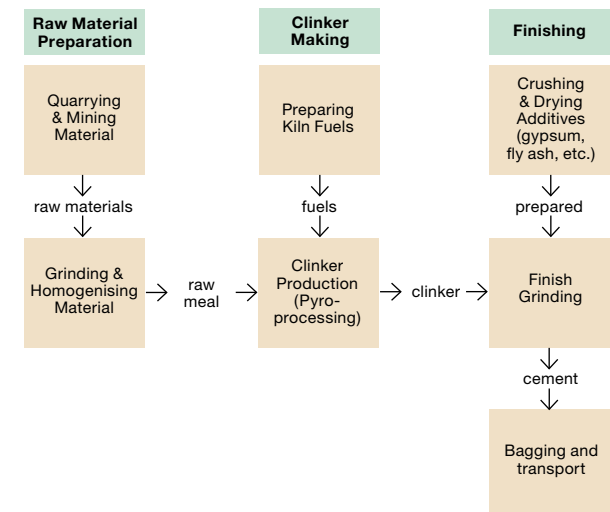 Raw Material
Preparation
Clinker
Making
Finishing
Quarrying
& Mining
Material
Preparing
Kiln Fuels
Crushing
& Drying
Additives
(gypsum,
fly ash, etc.)
raw materials
fuels
prepared
Grinding &
Homogenising
Material
raw
meal
Clinker
Production
(Pyro-
processing)
clinker
Finish
Grinding
cement
Bagging and
transport